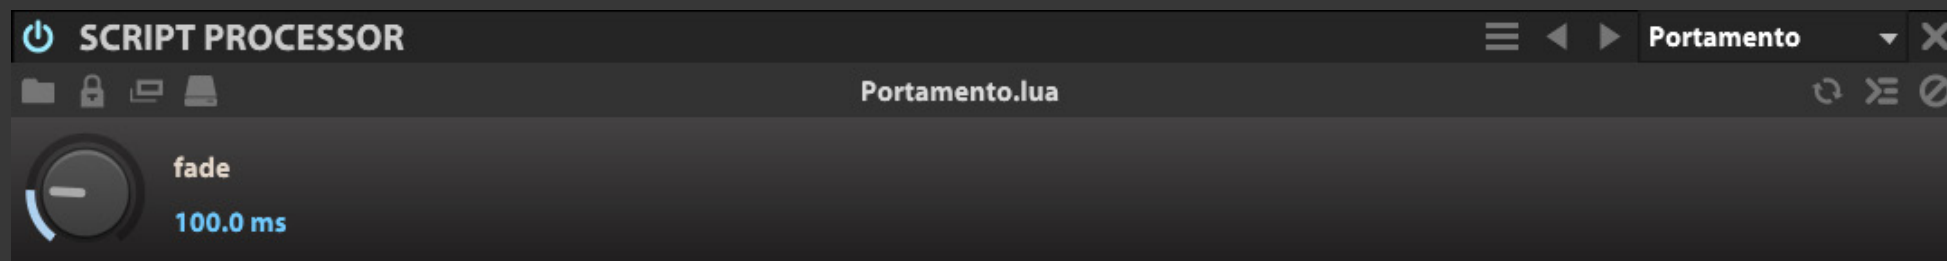 SCRIPT PROCESSOR
Portamento
Portamento.lua
fade
100.0 ms